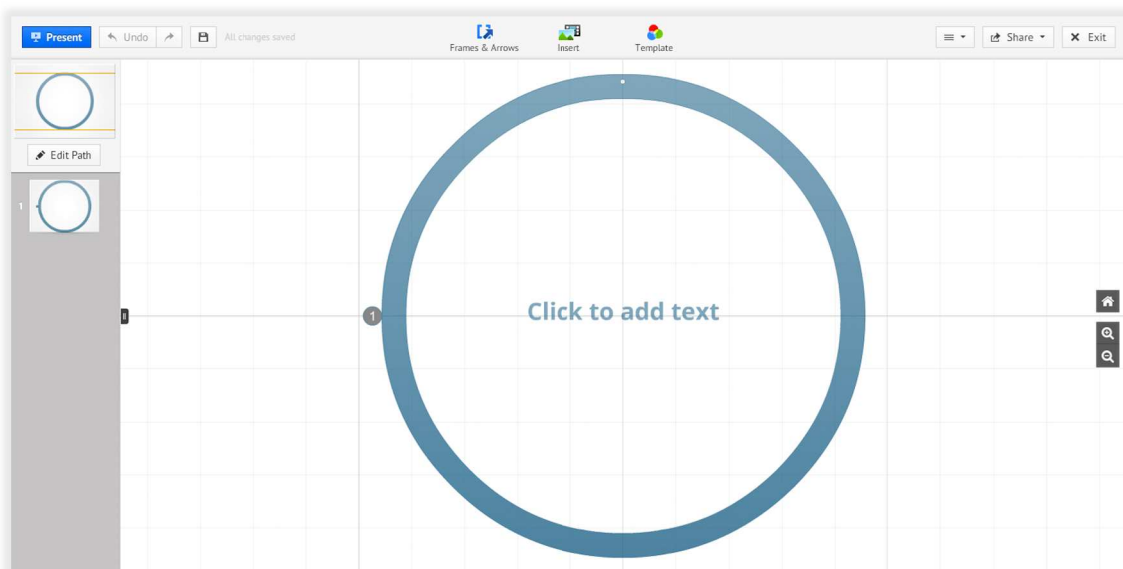 Present
Undo
All changes saved
Frames & Arrows
Insert
Template
Share
Exit
Edit Path
1
1
Click to add text